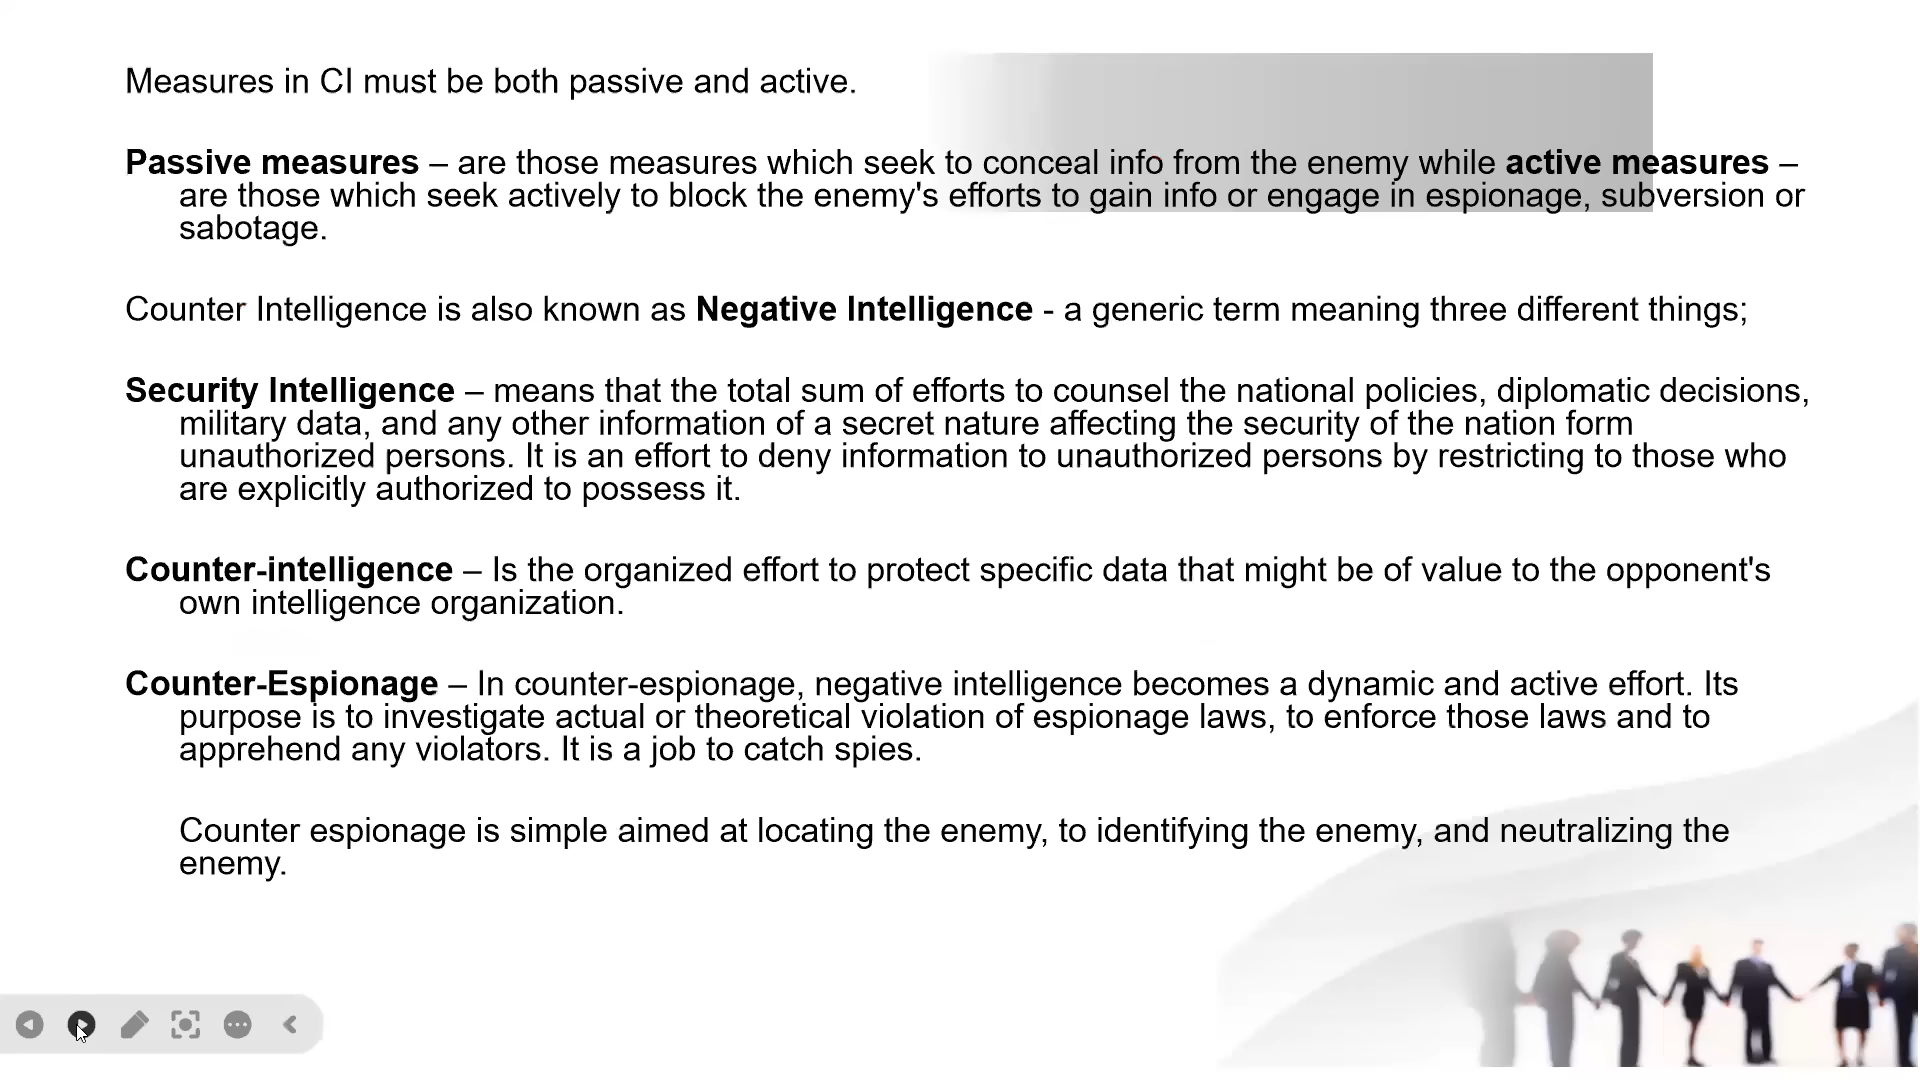 Measures in CI must be both passive and active.
Passive measures – are those measures which seek to conceal info from the enemy while active measures –
are those which seek actively to block the enemy's efforts to gain info or engage in espionage, subversion or
sabotage.
Counter Intelligence is also known as Negative Intelligence - a generic term meaning three different things;
Security Intelligence – means that the total sum of efforts to counsel the national policies, diplomatic decisions,
military data, and any other information of a secret nature affecting the security of the nation form
unauthorized persons. It is an effort to deny information to unauthorized persons by restricting to those who
are explicitly authorized to possess it.
Counter-intelligence – Is the organized effort to protect specific data that might be of value to the opponent's
own intelligence organization.
Counter-Espionage – In counter-espionage, negative intelligence becomes a dynamic and active effort. Its
purpose is to investigate actual or theoretical violation of espionage laws, to enforce those laws and to
apprehend any violators. It is a job to catch spies.
Counter espionage is simple aimed at locating the enemy, to identifying the enemy, and neutralizing the
enemy.